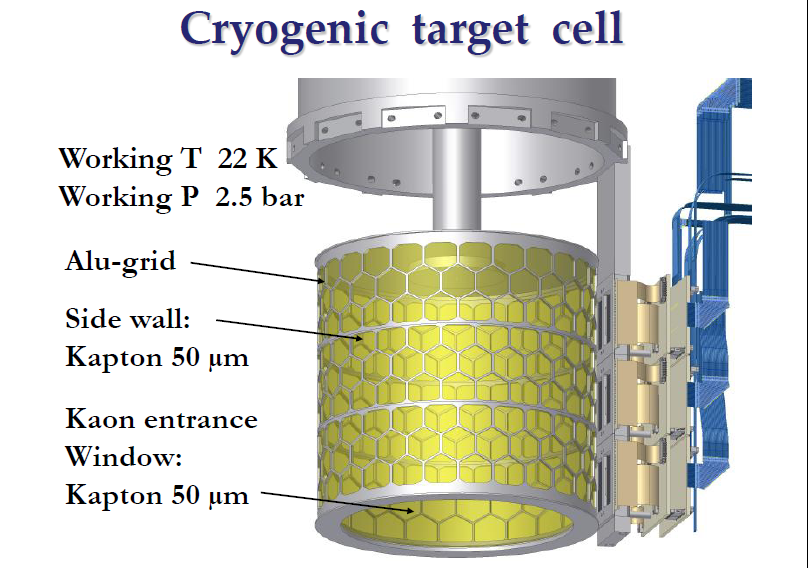 Cryogenic target cell
Working T 22 K
Working P 2.5 bar
Alu-grid
Side wall:
Kapton 50 µm
Kaon entrance
Window:
Kapton 50 µm